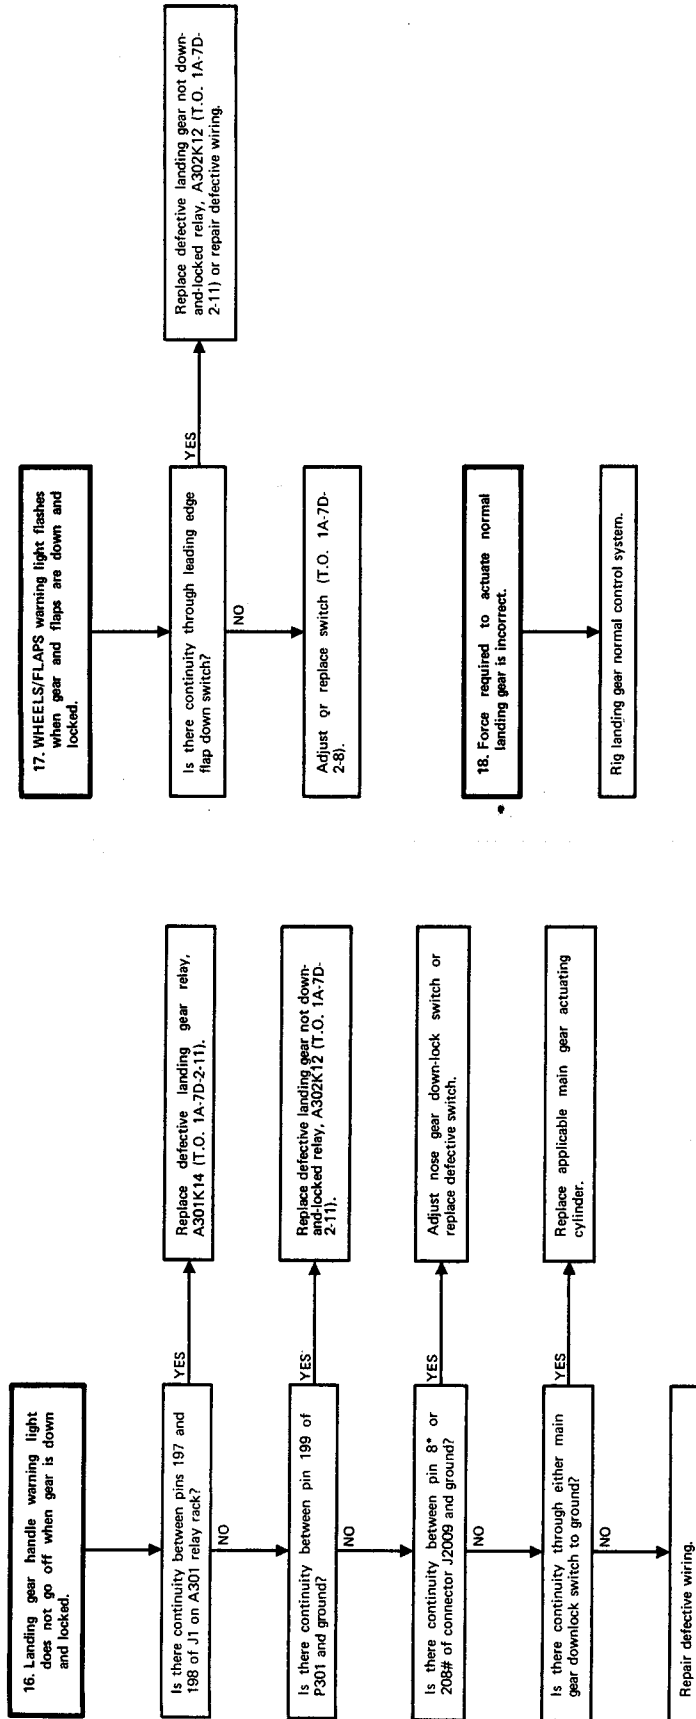 16. Landing gear handle warning light
does not go off when gear is down
and locked.
Is there continuity between pins 197 and
198 of J1 on A301 relay rack?
YES
Replace defective landing gear relay,
A301K14 (T.O. 1A-7D-2-11).
NO
Is there continuity between pin 199 of
P301 and ground?
YES
Replace defective landing gear not down-
and-locked relay, A302K12 (T.O. 1A-7D-
2-11).
NO
Is there continuity between pin 8* or
208# of connector J2009 and ground?
YES
Adjust nose gear down-lock switch or
replace defective switch.
NO
Is there continuity through either main
gear downlock switch to ground?
YES
Replace applicable main gear actuating
cylinder.
NO
Repair defective wiring.
17. WHEELS/FLAPS warning light flashes
when gear and flaps are down and
locked.
Is there continuity through leading edge
flap down switch?
YES
Replace defective landing gear not down-
and-locked relay, A302K12 (T.O. 1A-7D-
2-11) or repair defective wiring.
NO
Adjust or replace switch (T.O. 1A-7D-
2-8).
18. Force required to actuate normal
landing gear is incorrect.
Rig landing gear normal control system.